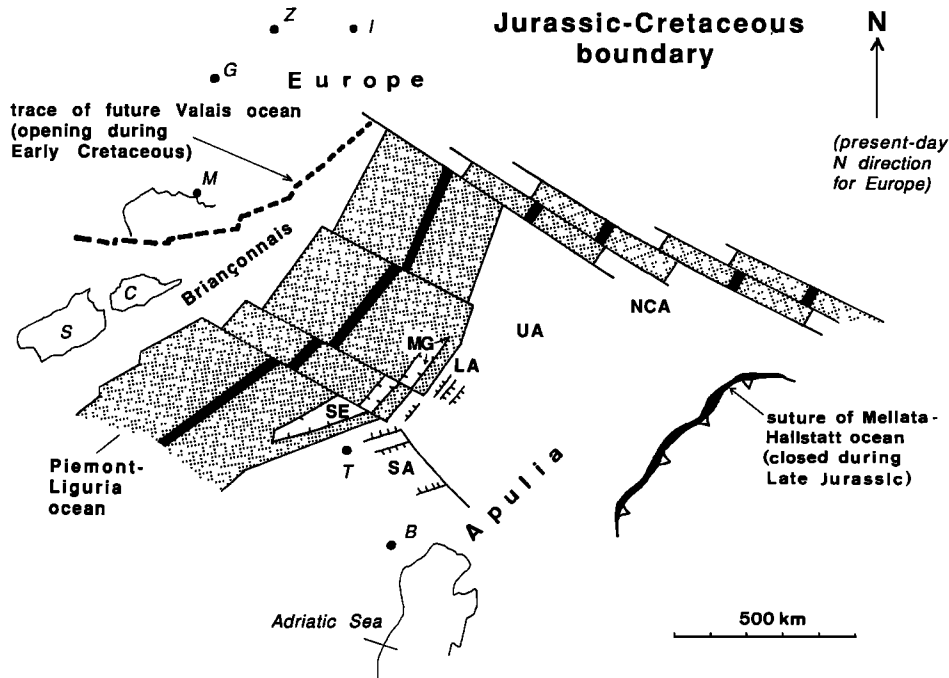 Jurassic-Cretaceous
boundary
N
Z
I
G
Europe
trace of future Valais ocean
(opening during
Early Cretaceous)
(present-day
N direction
for Europe)
M
Briançonnais
C
S
NCA
UA
MG
LA
SE
suture of Mellata-
Hallstatt ocean
(closed during
Late Jurassic)
Piemont-
Liguria
ocean
T
SA
Apulia
B
Adriatic Sea
500 km